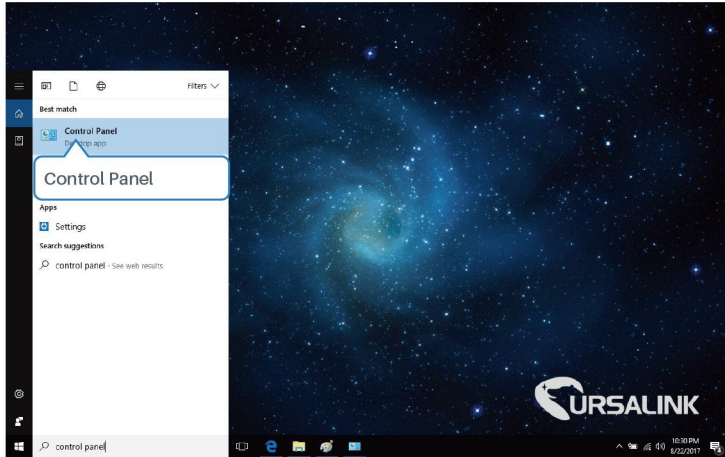 Filters
Best match
Control Panel
Desktop app
Control Panel
Apps
Settings
Search suggestions
control panel - See web results
URSALINK
control panel
10:30 PM
8/22/2017